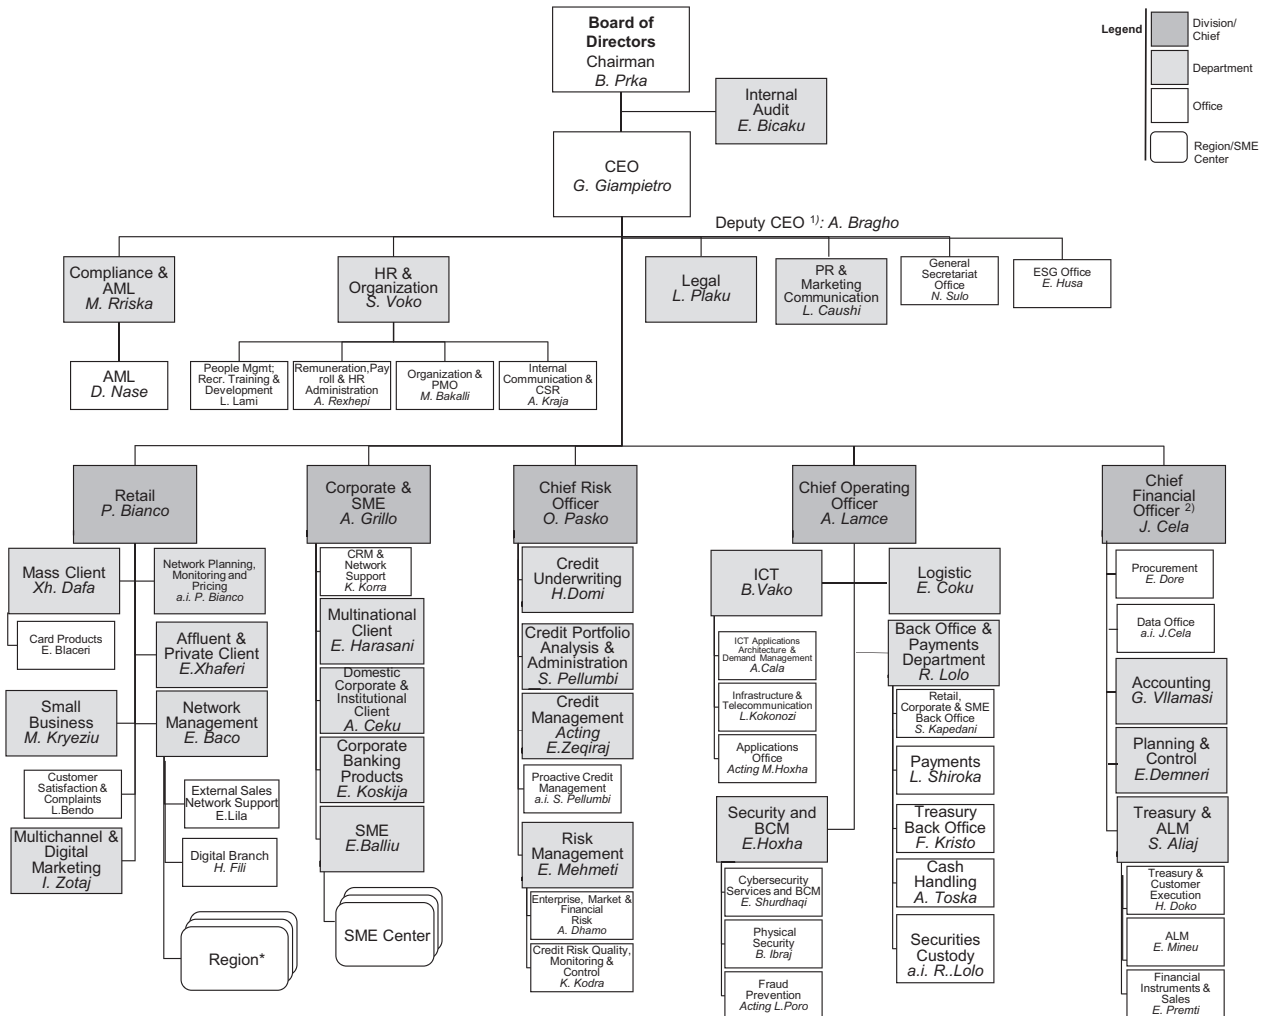 Board of
Directors
Chairman
B. Prka
Legend
Division/
Chief
Department
Office
Region/SME
Center
Internal
Audit
E. Bicaku
CEO
G. Giampietro
Deputy CEO 1): A. Bragho
Compliance &
AML
M. Rriska
HR &
Organization
S. Voko
Legal
L. Plaku
PR &
Marketing
Communication
L. Caushi
General
Secretariat
Office
N. Sulo
ESG Office
E. Husa
AML
D. Nase
People Mgmt;
Recr. Training &
Development
L. Lami
Remuneration,Pay
roll & HR
Administration
A. Rexhepi
Organization &
PMO
M. Bakalli
Internal
Communication &
CSR
A. Kraja
Retail
P. Bianco
Mass Client
Xh. Dafa
Card Products
E. Blaceri
Small
Business
M. Kryeziu
Customer
Satisfaction &
Complaints
L.Bendo
Multichannel &
Digital
Marketing
I. Zotaj
Network Planning,
Monitoring and
Pricing
a.i. P. Bianco
Affluent &
Private Client
E.Xhaferi
Network
Management
E. Baco
External Sales
Network Support
E.Lila
Digital Branch
H. Fili
Region*
Corporate &
SME
A. Grillo
CRM &
Network
Support
K. Korra
Multinational
Client
E. Harasani
Domestic
Corporate &
Institutional
Client
A. Ceku
Corporate
Banking
Products
E. Koskija
SME
E.Balliu
SME Center
Chief Risk
Officer
O. Pasko
Credit
Underwriting
H.Domi
Credit Portfolio
Analysis &
Administration
S. Pellumbi
Credit
Management
Acting
E.Zeqiraj
Proactive Credit
Management
a.i. S. Pellumbi
Risk
Management
E. Mehmeti
Enterprise, Market &
Financial
Risk
A. Dhamo
Credit Risk Quality,
Monitoring &
Control
K. Kodra
Chief Operating
Officer
A. Lamce
ICT
B.Vako
ICT Applications
Architecture &
Demand Management
A.Cala
Infrastructure &
Telecommunication
L.Kokonozi
Applications
Office
Acting M.Hoxha
Security and
BCM
E.Hoxha
Cybersecurity
Services and BCM
E. Shurdhaqi
Physical
Security
B. Ibraj
Fraud
Prevention
Acting L.Poro
Logistic
E. Coku
Back Office &
Payments
Department
R. Lolo
Retail,
Corporate & SME
Back Office
S. Kapedani
Payments
L. Shiroka
Treasury
Back Office
F. Kristo
Cash
Handling
A. Toska
Securities
Custody
a.i. R..Lolo
Chief
Financial
Officer 2)
J. Cela
Procurement
E. Dore
Data Office
a.i. J.Cela
Accounting
G. Vllamasi
Planning &
Control
E.Demneri
Treasury &
ALM
S. Aliaj
Treasury &
Customer
Execution
H. Doko
ALM
E. Mineu
Financial
Instruments &
Sales
E. Premti